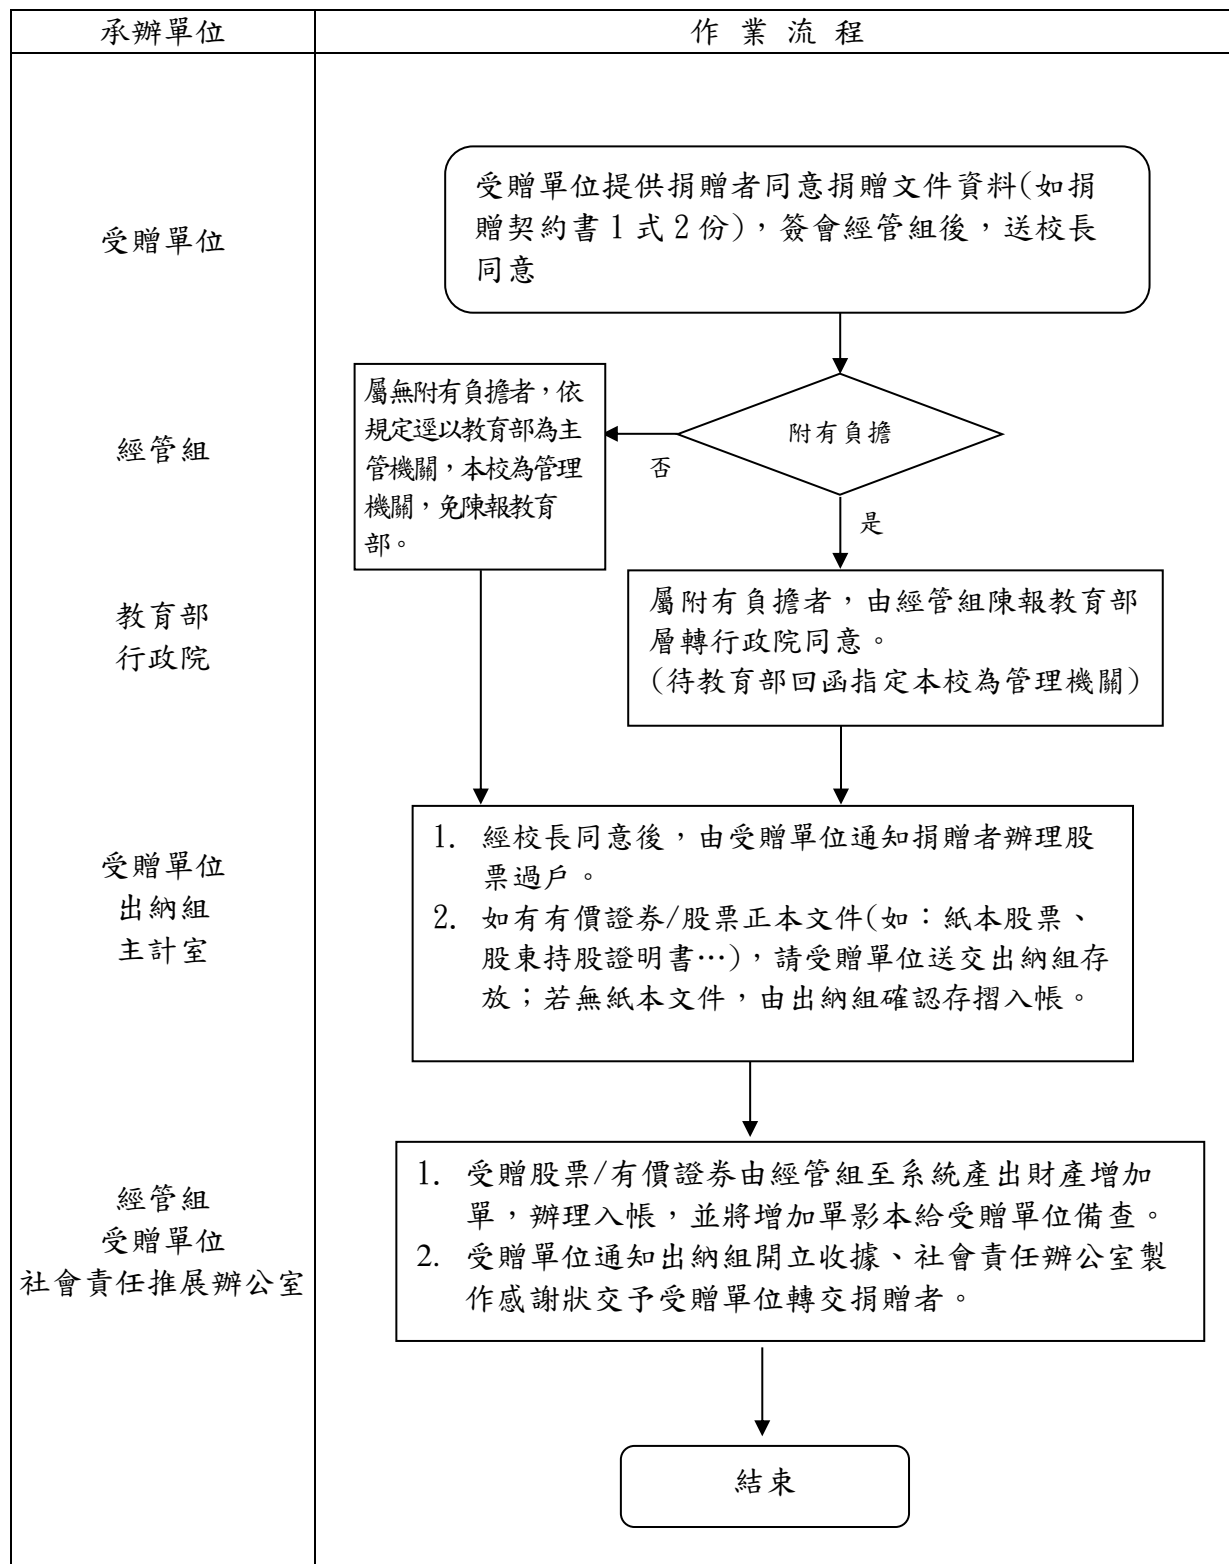 承辦單位
作 業 流 程
受贈單位
受贈單位提供捐贈者同意捐贈文件資料(如捐
贈契約書 1 式 2 份)，簽會經管組後，送校長
同意
經管組
屬無附有負擔者，依
規定逕以教育部為主
管機關，本校為管理
機關，免陳報教育
部。
附有負擔
否
是
教育部
行政院
屬附有負擔者，由經管組陳報教育部
層轉行政院同意。
(待教育部回函指定本校為管理機關)
受贈單位
出納組
主計室
1. 經校長同意後，由受贈單位通知捐贈者辦理股
票過戶。
2. 如有有價證券/股票正本文件(如：紙本股票、
股東持股證明書…)，請受贈單位送交出納組存
放；若無紙本文件，由出納組確認存摺入帳。
經管組
受贈單位
社會責任推展辦公室
1. 受贈股票/有價證券由經管組至系統產出財產增加
單，辦理入帳，並將增加單影本給受贈單位備查。
2. 受贈單位通知出納組開立收據、社會責任辦公室製
作感謝狀交予受贈單位轉交捐贈者。
結束